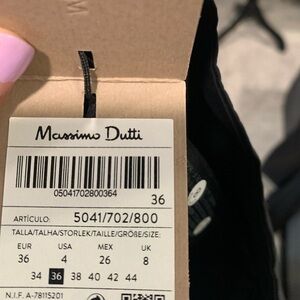 M
Massimo Dutti
05041702800364
36
ARTÍCULO: 5041/702/800
TALLA/TALHA/STORLEK/TAILLE/GRÖßE/SIZE:
EUR USA MEX UK
36 4 26 8
34 36 38 40 42 44
N.I.F. A-78115201